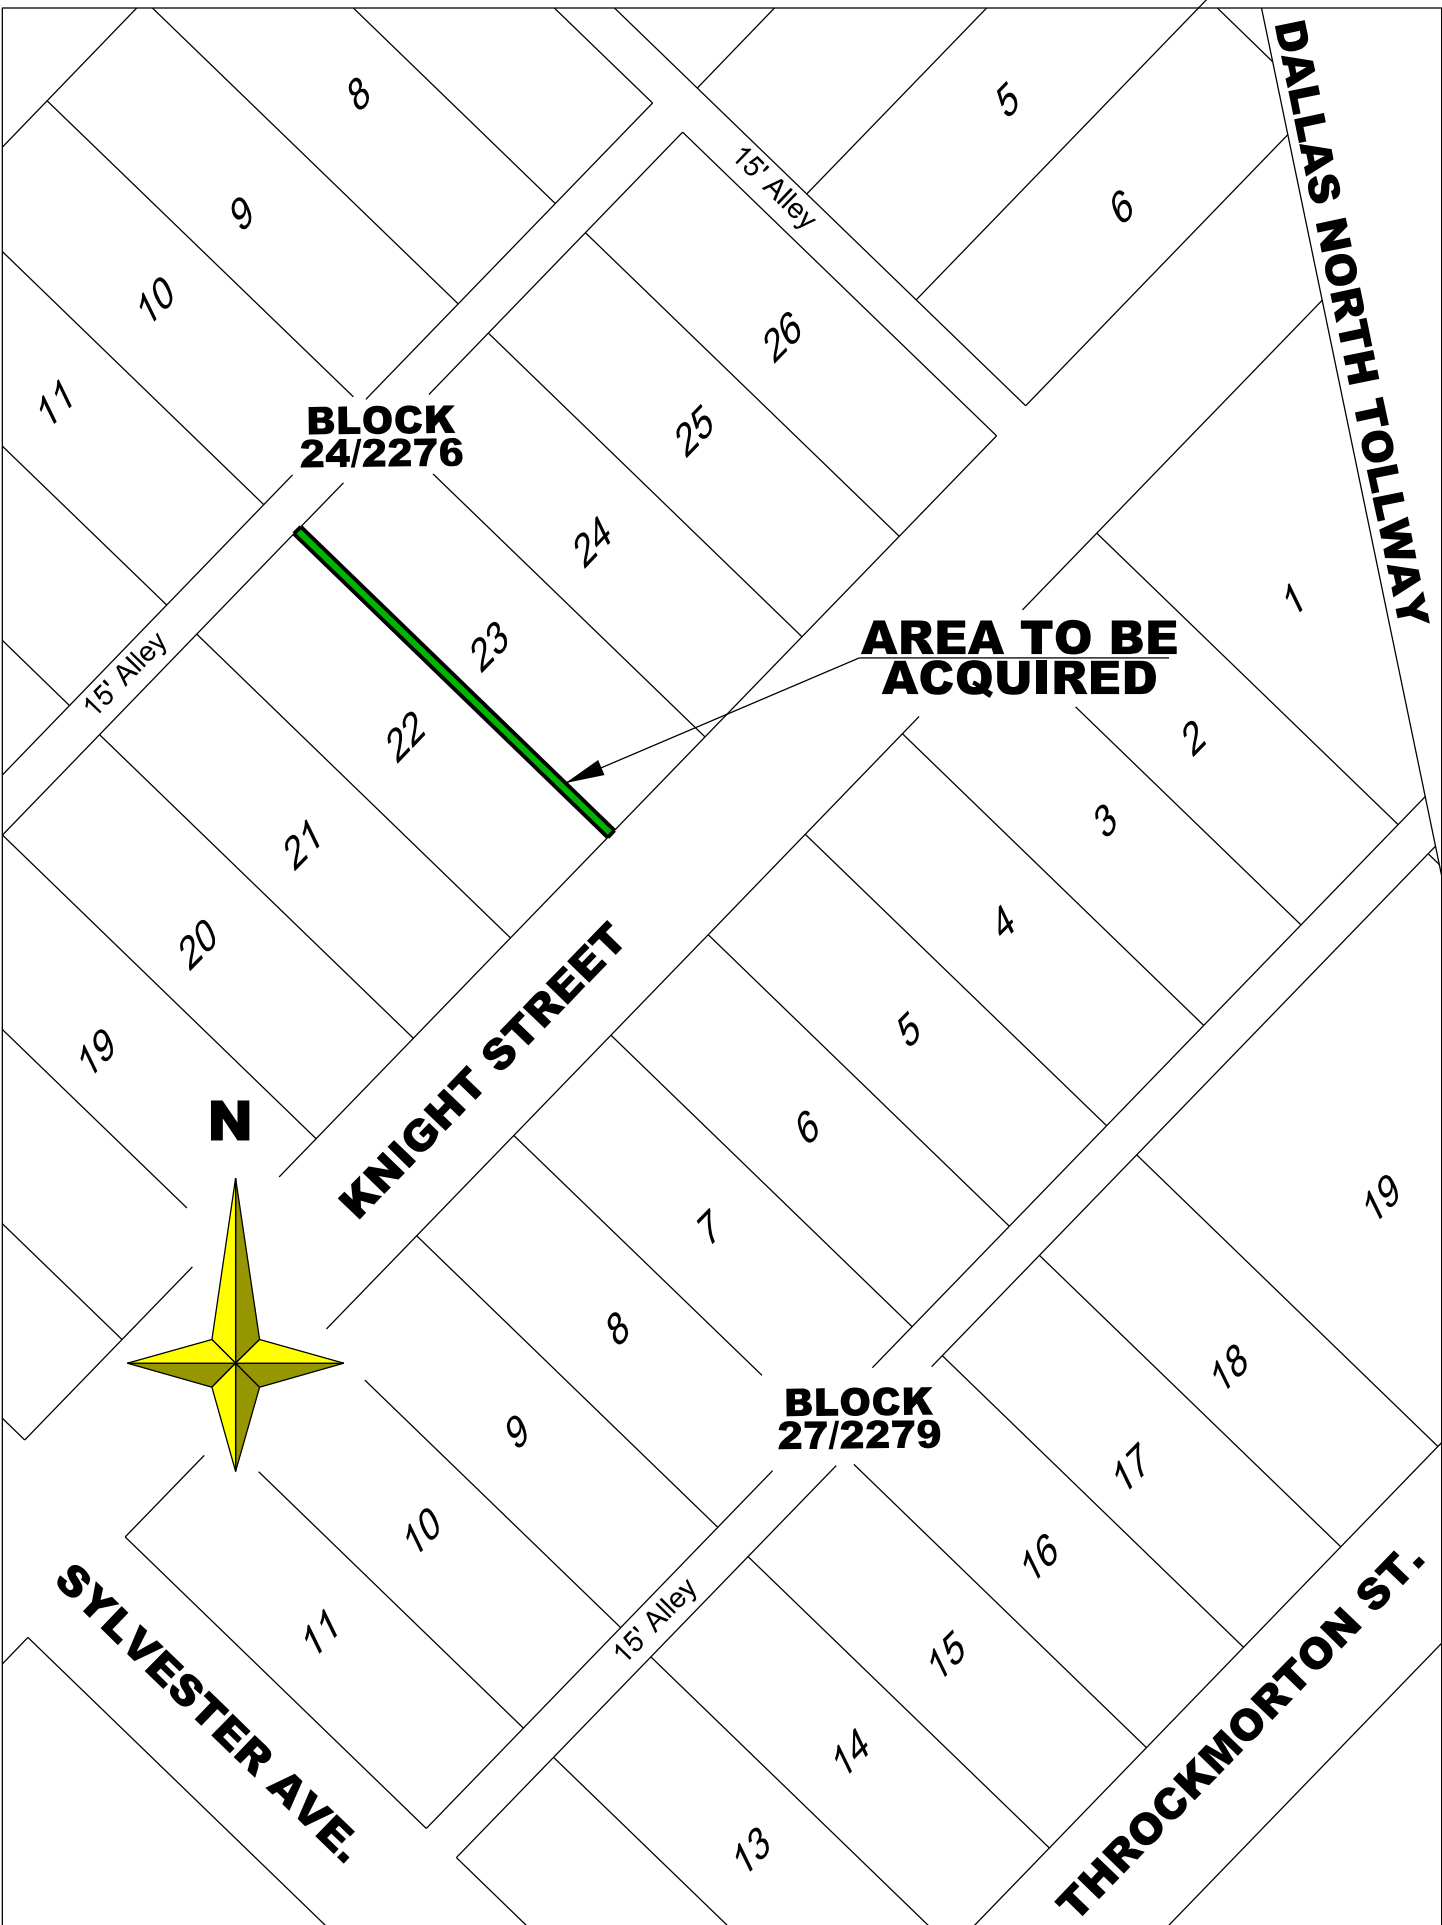 8
5
DALLAS NORTH TOLLWAY
15' Alley
9
6
10
26
11
BLOCK
24/2276
25
24
1
23
AREA TO BE
ACQUIRED
15' Alley
22
2
3
21
4
20
5
19
KNIGHT STREET
N
6
7
19
8
18
BLOCK
27/2279
9
17
10
16
15' Alley
11
15
SYLVESTER AVE.
14
THROCKMORTON ST.
13